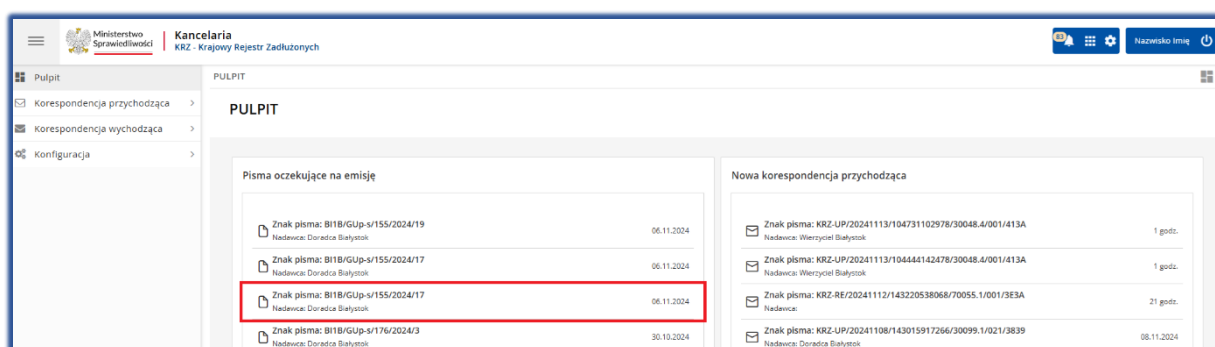 Ministerstwo
Sprawiedliwości
Kancelaria
KRZ - Krajowy Rejestr Zadłużonych
83
Nazwisko Imię
Pulpit
Korespondencja przychodząca
Korespondencja wychodząca
Konfiguracja
PULPIT
PULPIT
Pisma oczekujące na emisję
Znak pisma: BI1B/GUp-s/155/2024/19
06.11.2024
Nadawca: Doradca Białystok
Znak pisma: BI1B/GUp-s/155/2024/17
06.11.2024
Nadawca: Doradca Białystok
Znak pisma: BI1B/GUp-s/155/2024/17
06.11.2024
Nadawca: Doradca Białystok
Znak pisma: BI1B/GUp-s/176/2024/3
30.10.2024
Nadawca: Doradca Białystok
Nowa korespondencja przychodząca
Znak pisma: KRZ-UP/20241113/104731102978/30048.4/001/413A
1 godz.
Nadawca: Wierzyciel Białystok
Znak pisma: KRZ-UP/20241113/104444142478/30048.4/001/413A
1 godz.
Nadawca: Wierzyciel Białystok
Znak pisma: KRZ-RE/20241112/143220538068/70055.1/001/3E3A
21 godz.
Nadawca:
Znak pisma: KRZ-UP/20241108/143015917266/30099.1/021/3839
08.11.2024
Nadawca: Doradca Białystok